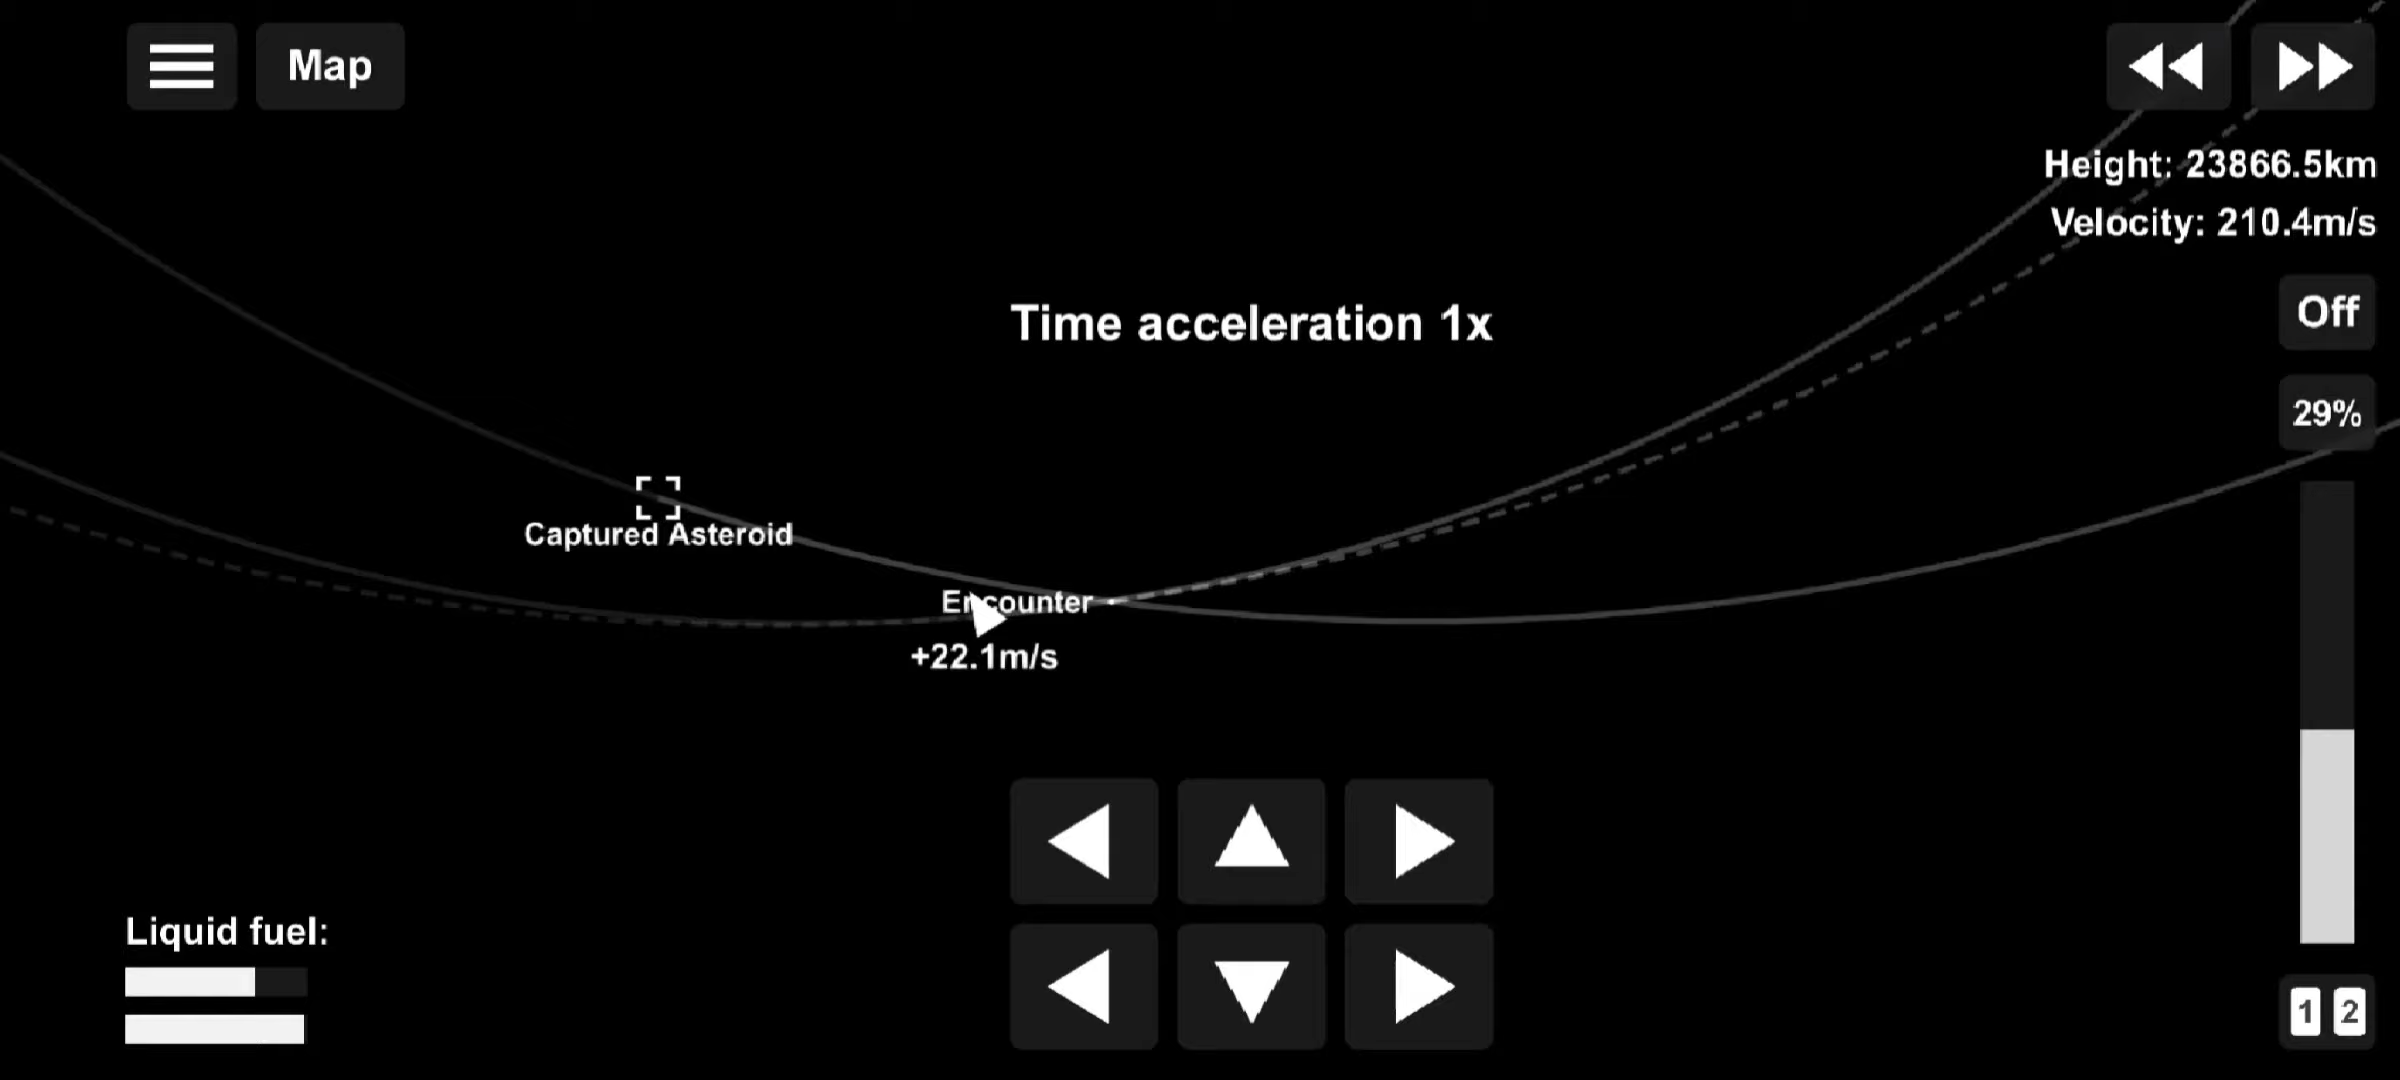 Map
Height: 23866.5km
Velocity: 210.4m/s
Time acceleration 1x
Off
29%
Captured Asteroid
Encounter
+22.1m/s
Liquid fuel:
1 2